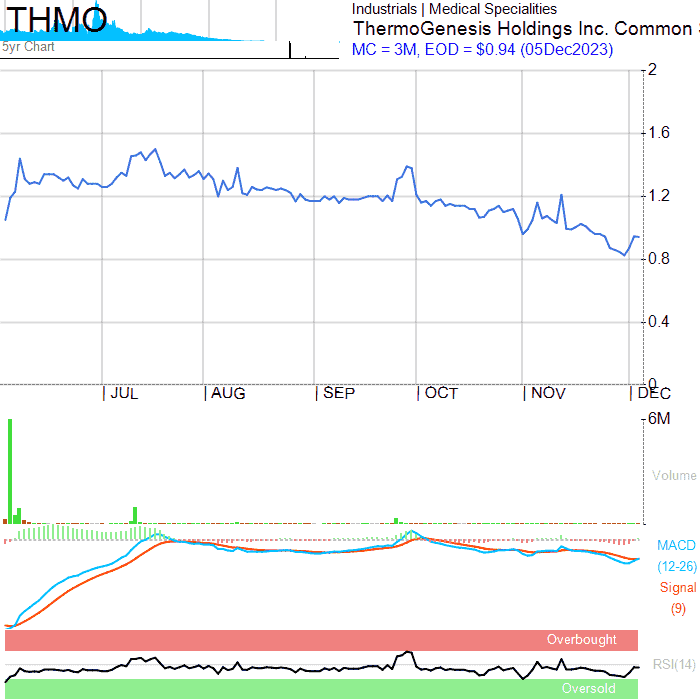 THMO
5yr Chart
Industrials | Medical Specialities
ThermoGenesis Holdings Inc. Common
MC = 3M, EOD = $0.94 (05Dec2023)
2
1.6
1.2
0.8
0.4
0
| JUL | AUG | SEP | OCT | NOV | DEC
6M
Volume
MACD
(12-26)
Signal
(9)
Overbought
RSI(14)
Oversold